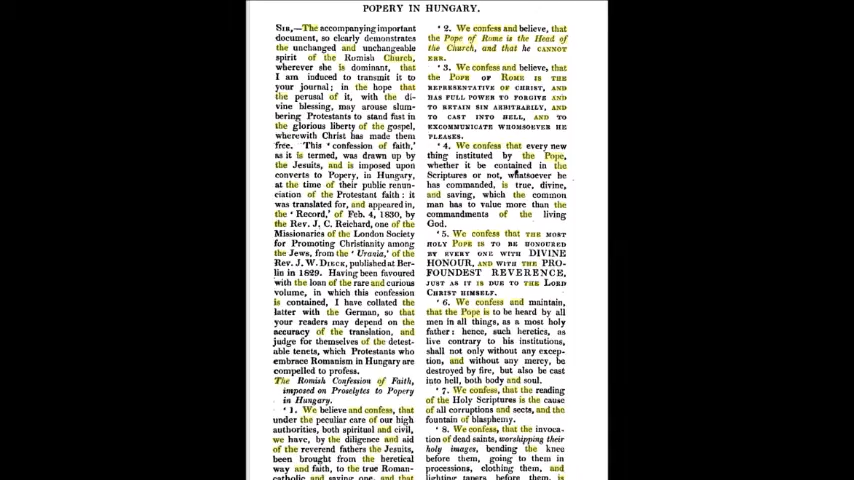 POPERY IN HUNGARY.
SIR,—The accompanying important
document, so clearly demonstrates
the unchanged and unchangeable
spirit of the Romish Church,
wherever she is dominant, that
I am induced to transmit it to
your journal; in the hope that
the perusal of it, with the di-
vine blessing, may arouse slum-
bering Protestants to stand fast in
the glorious liberty of the gospel,
wherewith Christ has made them
free. This 'confession of faith,'
as it is termed, was drawn up by
the Jesuits, and is imposed upon
converts to Popery, in Hungary,
at the time of their public renun-
ciation of the Protestant faith: it
was translated for, and appeared in,
the 'Record,' of Feb. 4, 1830, by
the Rev. J. C. Reichard, one of the
Missionaries of the London Society
for Promoting Christianity among
the Jews, from the 'Urania,' of the
Rev. J. W. DIECK, published at Ber-
lin in 1829. Having been favoured
with the loan of the rare and curious
volume, in which this confession
is contained, I have collated the
latter with the German, so that
your readers may depend on the
accuracy of the translation, and
judge for themselves of the detest-
able tenets, which Protestants who
embrace Romanism in Hungary are
compelled to profess.
The Romish Confession of Faith,
imposed on Proselytes to Popery
in Hungary.
'1. We believe and confess, that
under the peculiar care of our high
authorities, both spiritual and civil,
we have, by the diligence and aid
of the reverend fathers the Jesuits,
been brought from the heretical
way and faith, to the true Roman-
catholic and saving one, and that
'2. We confess and believe, that
the Pope of Rome is the Head of
the Church, and that he CANNOT
ERR.
'3. We confess and believe, that
the POPE OF ROME IS THE
REPRESENTATIVE OF CHRIST, AND
HAS FULL POWER TO FORGIVE AND
TO RETAIN SIN ARBITRARILY, AND
TO CAST INTO HELL, AND TO
EXCOMMUNICATE WHOMSOEVER HE
PLEASES.
'4. We confess that every new
thing instituted by the Pope,
whether it be contained in the
Scriptures or not, whatsoever he
has commanded, is true, divine,
and saving, which the common
man has to value more than the
commandments of the living
God.
'5. We confess that THE MOST
HOLY POPE IS TO BE HONOURED
BY EVERY ONE WITH DIVINE
HONOUR, AND WITH THE PRO-
FOUNDEST REVERENCE,
JUST AS IT IS DUE TO THE LORD
CHRIST HIMSELF.
'6. We confess and maintain,
that the Pope is to be heard by all
men in all things, as a most holy
father: hence, such heretics, as
live contrary to his institutions,
shall not only without any excep-
tion, and without any mercy, be
destroyed by fire, but also be cast
into hell, both body and soul.
'7. We confess, that the reading
of the Holy Scriptures is the cause
of all corruptions and sects, and the
fountain of blasphemy.
'8. We confess, that the invoca-
tion of dead saints, worshipping their
holy images, bending the knee
before them, going to them in
processions, clothing them, and
lighting tapers before them, is